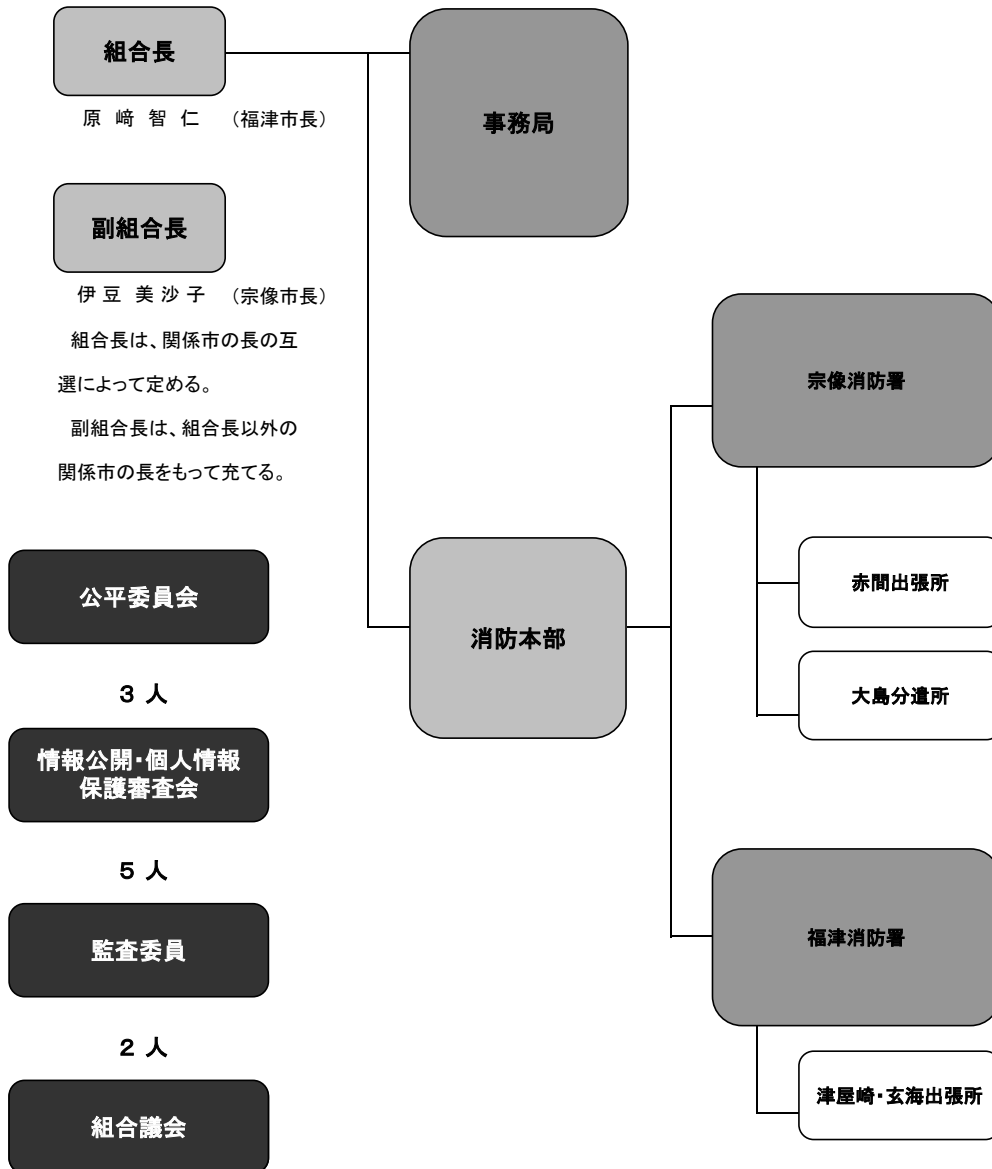 組合長
原 﨑 智 仁 (福津市長)
副組合長
伊 豆 美 沙 子 (宗像市長)
組合長は、関係市の長の互
選によって定める。
副組合長は、組合長以外の
関係市の長をもって充てる。
公平委員会
3 人
情報公開・個人情報
保護審査会
5 人
監査委員
2 人
組合議会
事務局
消防本部
宗像消防署
赤間出張所
大島分遣所
福津消防署
津屋崎・玄海出張所